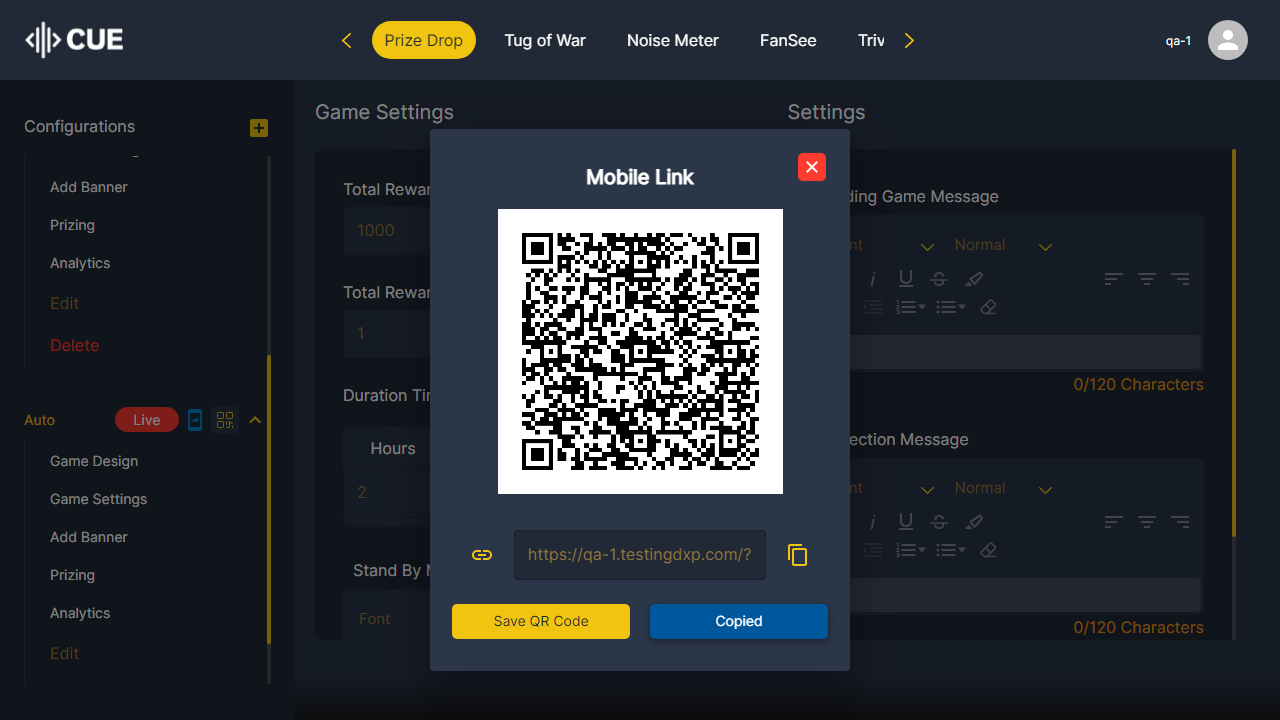 CUE
Prize Drop
Tug of War
Noise Meter
FanSee
Triv
qa-1
Configurations
Add Banner
Prizing
Analytics
Edit
Delete
Auto
Live
Game Design
Game Settings
Add Banner
Prizing
Analytics
Edit
Game Settings
Total Rewa
1000
Total Rewar
1
Duration Tim
Hours
2
Stand By M
Font
Settings
ding Game Message
nt
Normal
0/120 Characters
ection Message
nt
Normal
0/120 Characters
Mobile Link
https://qa-1.testingdxp.com/?
Save QR Code
Copied